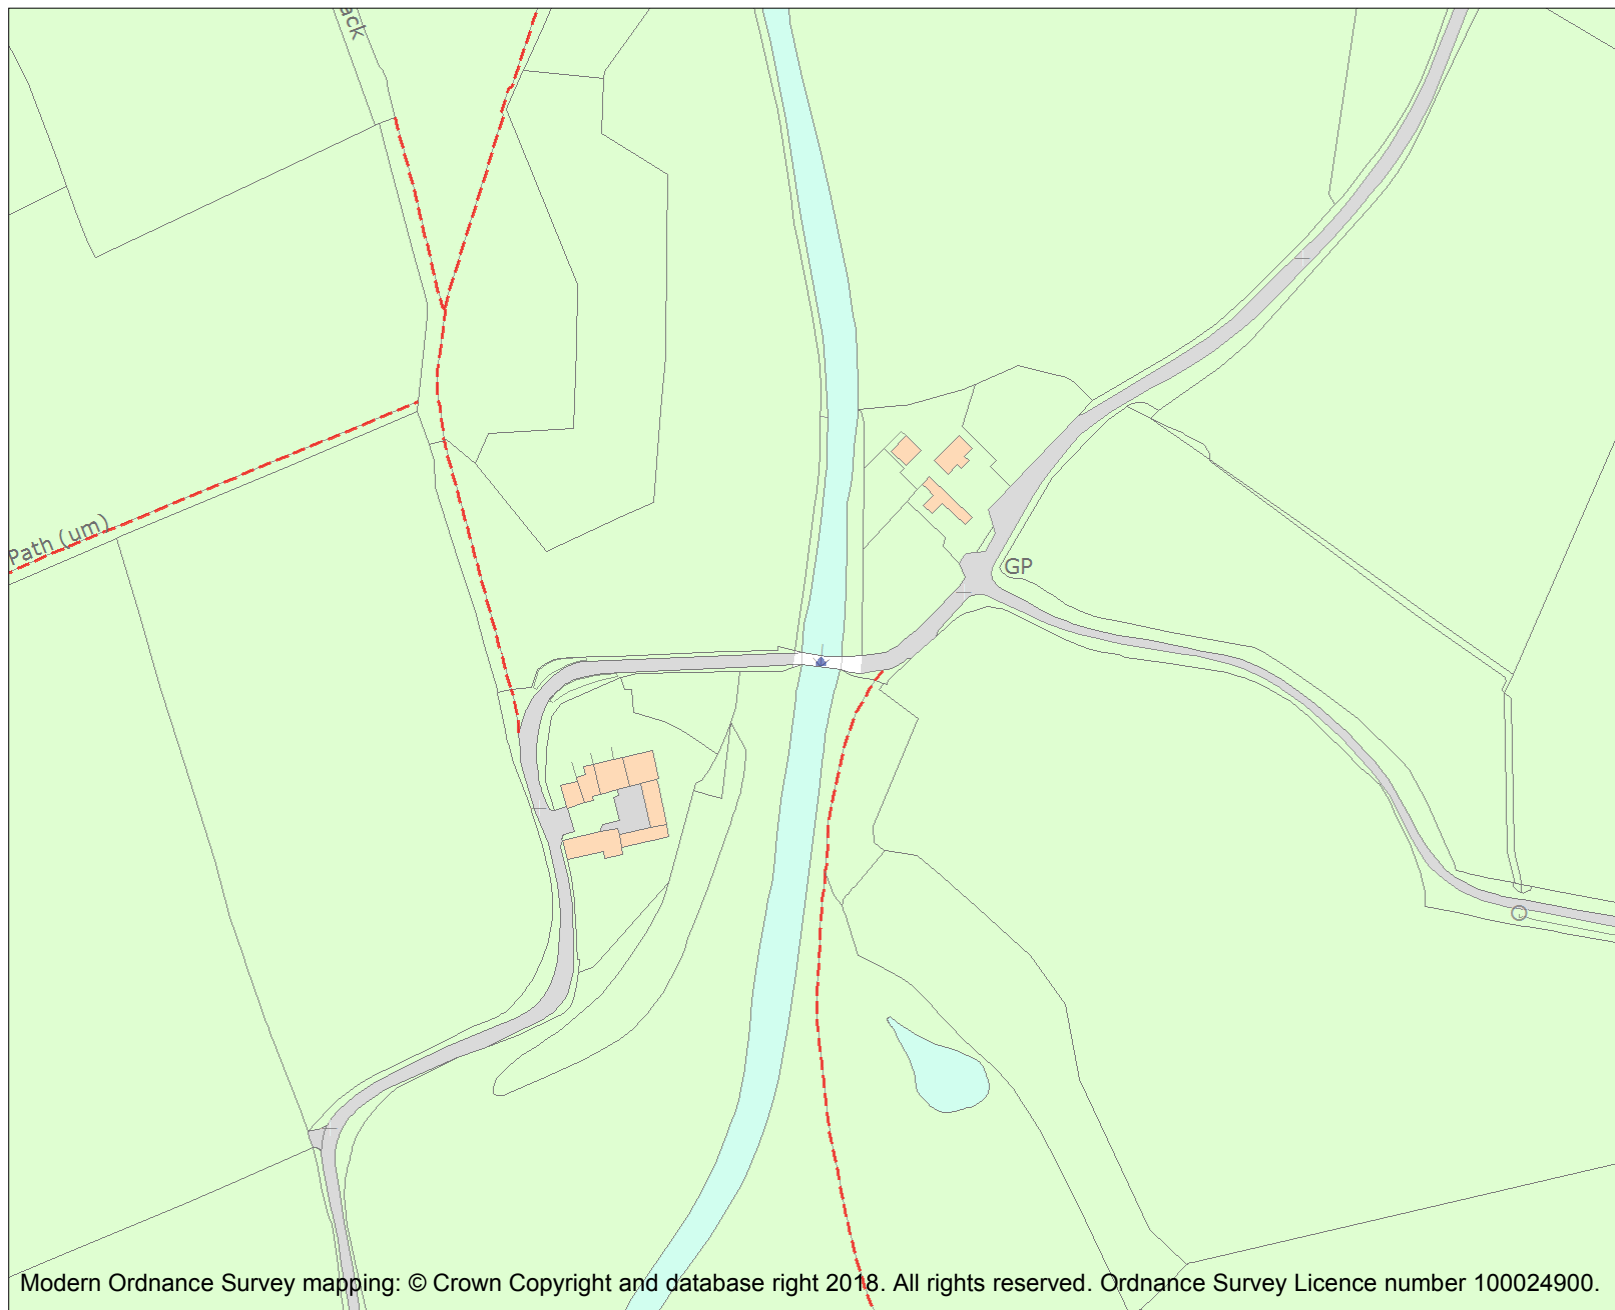 ack
Path (um)
GP
Modern Ordnance Survey mapping: © Crown Copyright and database right 2018. All rights reserved. Ordnance Survey Licence number 100024900.